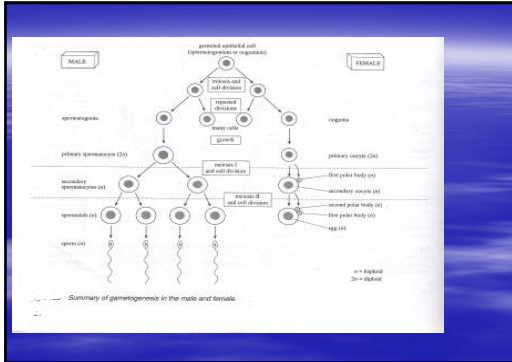 germinal epithelial cell
(spermatogonium or oogonium)
MALE
FEMALE
mitosis and
cell division
repeated
divisions
spermatogonia
many cells
oogonia
growth
primary spermatocyte (2n)
primary oocyte (2n)
meiosis I
and cell division
first polar body (n)
secondary
spermatocytes (n)
secondary oocyte (n)
meiosis II
and cell division
second polar body (n)
first polar body (n)
spermatids (n)
egg (n)
sperm (n)
n = haploid
2n = diploid
Summary of gametogenesis in the male and female.